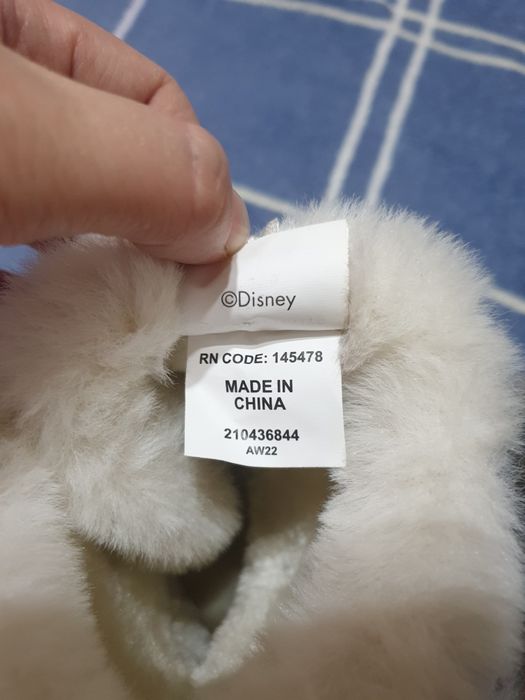 ©Disney
RN CODE: 145478
MADE IN
CHINA
210436844
AW22